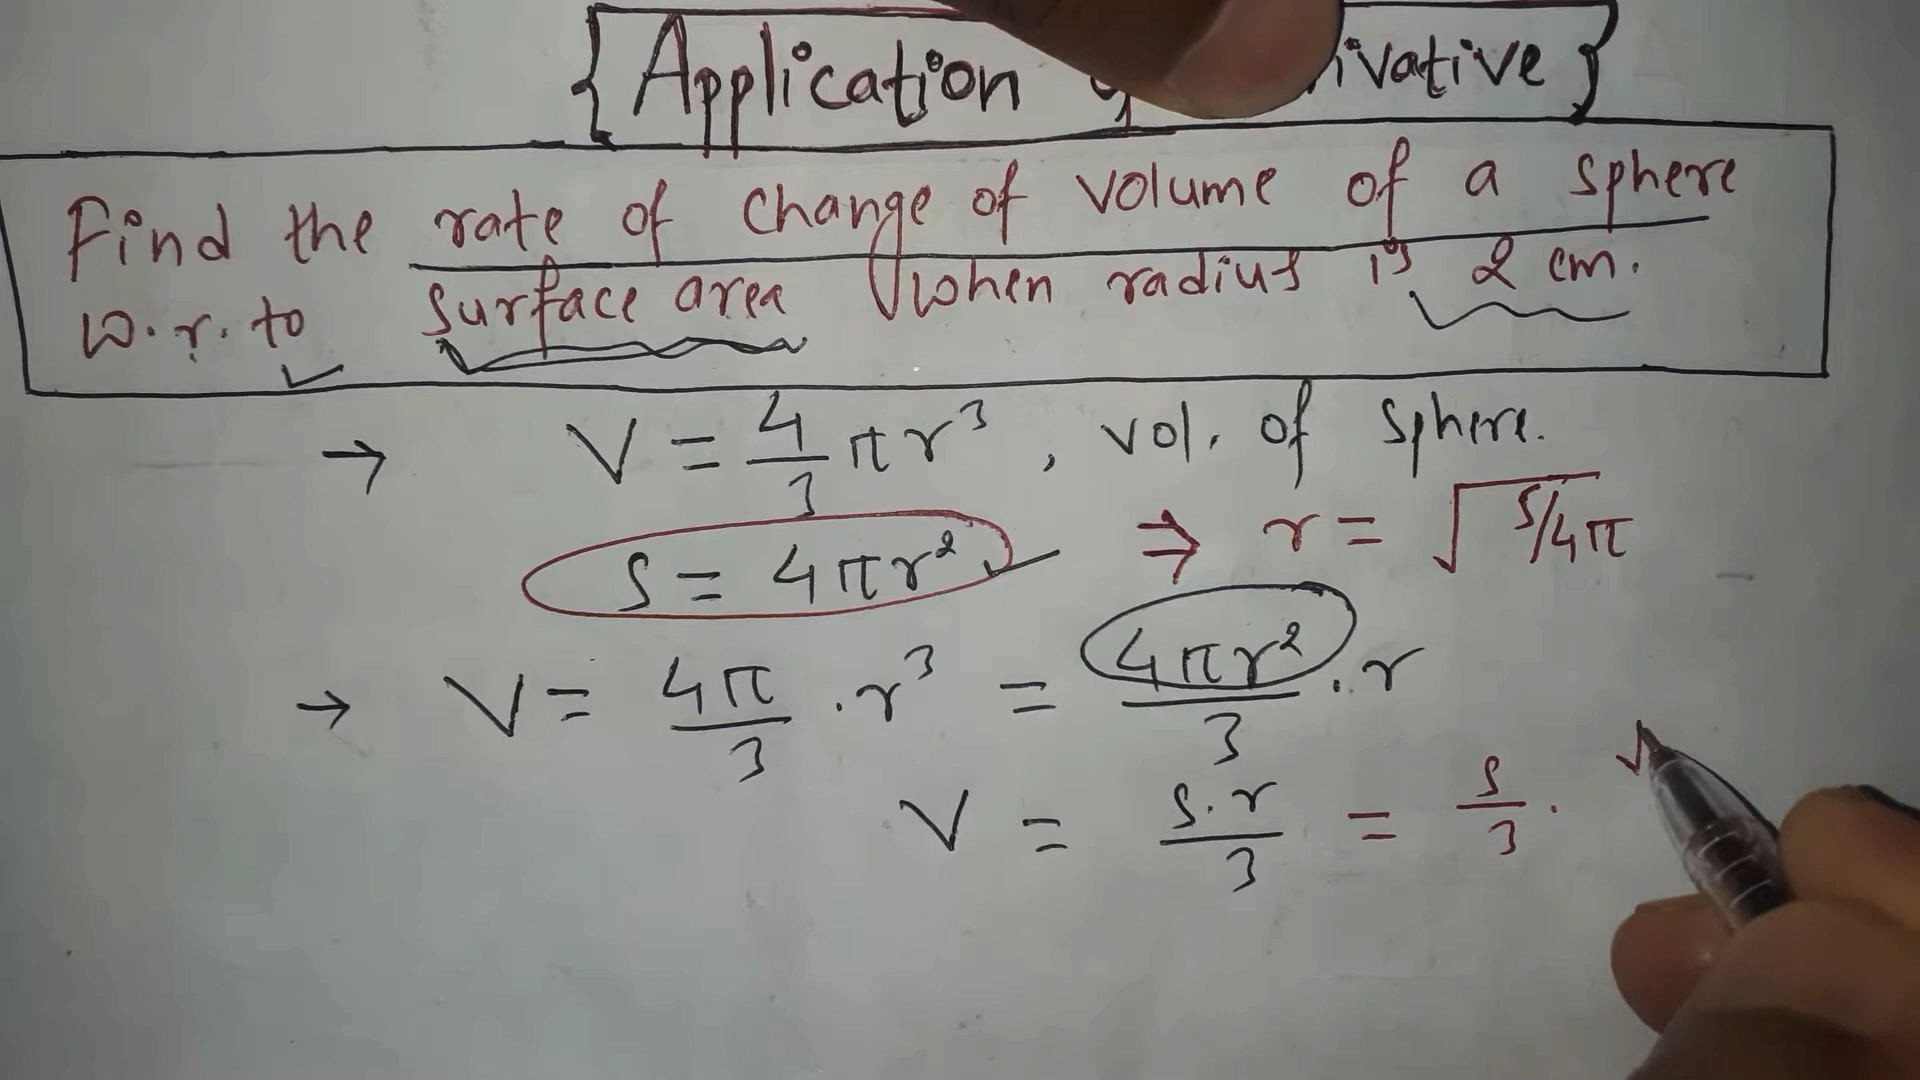 {Application ivative}
Find the rate of change of volume of a sphere
w.r. to surface area when radius is 2 cm.
→ V = 4/3 πr³ , vol. of sphere.
S = 4πr² ⇒ r = √S/4π
→ V = 4π/3 . r³ = 4πr²/3 . r
V = S.r/3 = S/3 . √